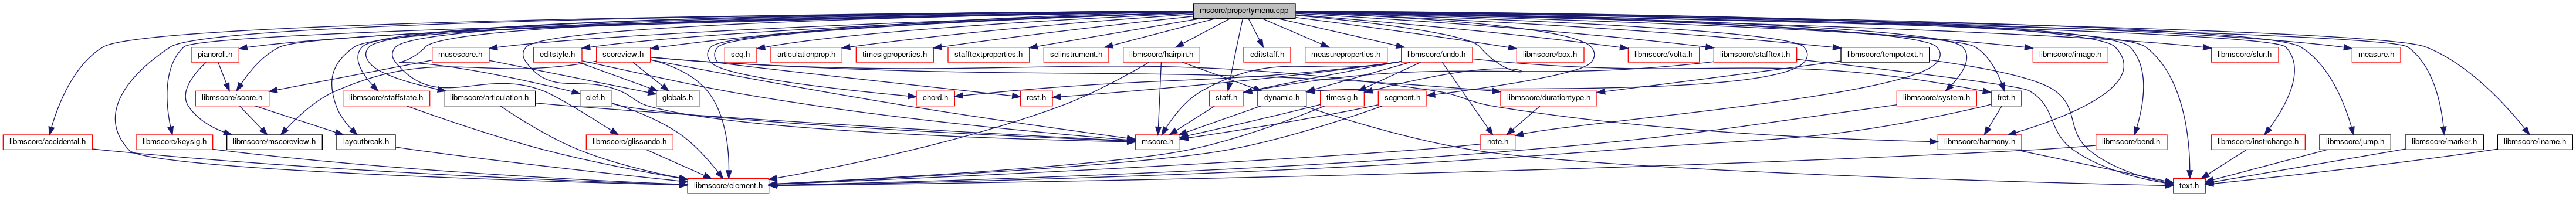 mscore/propertymenu.cpp
pianoroll.h
musescore.h
editstyle.h
scoreview.h
seq.h
articulationprop.h
timesigproperties.h
stafftextproperties.h
selinstrument.h
libmscore/hairpin.h
editstaff.h
measureproperties.h
libmscore/undo.h
libmscore/box.h
libmscore/volta.h
libmscore/stafftext.h
libmscore/tempotext.h
libmscore/image.h
libmscore/slur.h
measure.h
libmscore/score.h
libmscore/staffstate.h
libmscore/articulation.h
clef.h
globals.h
chord.h
rest.h
staff.h
dynamic.h
timesig.h
segment.h
libmscore/durationtype.h
libmscore/system.h
fret.h
libmscore/accidental.h
libmscore/keysig.h
libmscore/mscoreview.h
layoutbreak.h
libmscore/glissando.h
mscore.h
note.h
libmscore/harmony.h
libmscore/bend.h
libmscore/instrchange.h
libmscore/jump.h
libmscore/marker.h
libmscore/iname.h
libmscore/element.h
text.h